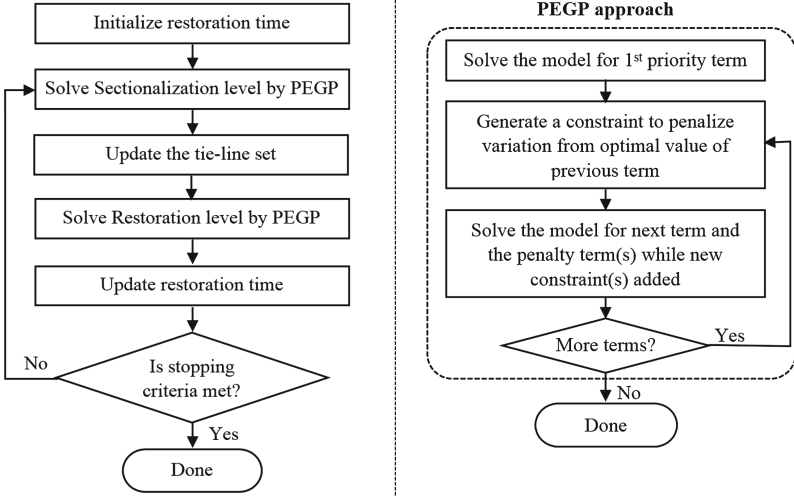 Initialize restoration time
Solve Sectionalization level by PEGP
Update the tie-line set
Solve Restoration level by PEGP
Update restoration time
Is stopping
criteria met?
No
Yes
Done
PEGP approach
Solve the model for 1st priority term
Generate a constraint to penalize
variation from optimal value of
previous term
Solve the model for next term and
the penalty term(s) while new
constraint(s) added
More terms?
Yes
No
Done